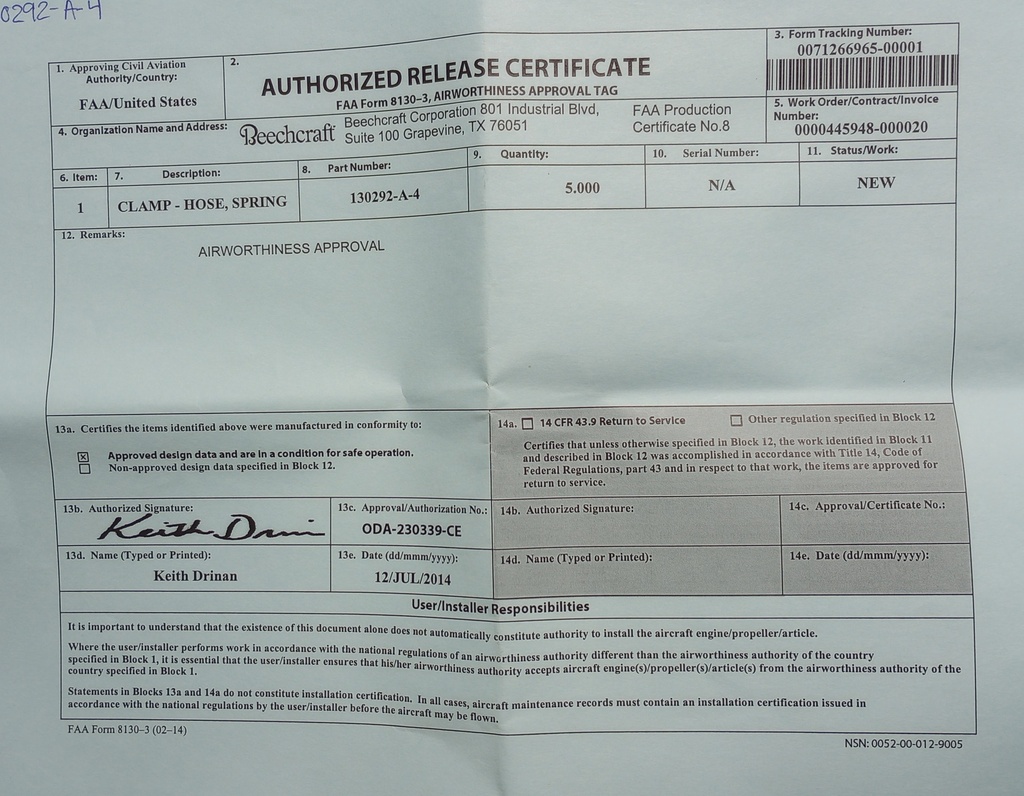 0292-A-4
1. Approving Civil Aviation
Authority/Country:
FAA/United States
2.
AUTHORIZED RELEASE CERTIFICATE
FAA Form 8130-3, AIRWORTHINESS APPROVAL TAG
3. Form Tracking Number:
0071266965-00001
4. Organization Name and Address:
Beechcraft
Beechcraft Corporation 801 Industrial Blvd,
Suite 100 Grapevine, TX 76051
FAA Production
Certificate No.8
5. Work Order/Contract/Invoice
Number:
0000445948-000020
6. Item:
7. Description:
8. Part Number:
9. Quantity:
10. Serial Number:
11. Status/Work:
1
CLAMP - HOSE, SPRING
130292-A-4
5.000
N/A
NEW
12. Remarks:
AIRWORTHINESS APPROVAL
13a. Certifies the items identified above were manufactured in conformity to:
Approved design data and are in a condition for safe operation.
Non-approved design data specified in Block 12.
14a. 14 CFR 43.9 Return to Service
Other regulation specified in Block 12
Certifies that unless otherwise specified in Block 12, the work identified in Block 11
and described in Block 12 was accomplished in accordance with Title 14, Code of
Federal Regulations, part 43 and in respect to that work, the items are approved for
return to service.
13b. Authorized Signature:
Keith Drinan
13c. Approval/Authorization No.:
ODA-230339-CE
14b. Authorized Signature:
14c. Approval/Certificate No.:
13d. Name (Typed or Printed):
Keith Drinan
13e. Date (dd/mmm/yyyy):
12/JUL/2014
14d. Name (Typed or Printed):
14e. Date (dd/mmm/yyyy):
User/Installer Responsibilities
It is important to understand that the existence of this document alone does not automatically constitute authority to install the aircraft engine/propeller/article.
Where the user/installer performs work in accordance with the national regulations of an airworthiness authority different than the airworthiness authority of the country
specified in Block 1, it is essential that the user/installer ensures that his/her airworthiness authority accepts aircraft engine(s)/propeller(s)/article(s) from the airworthiness authority of the
country specified in Block 1.
Statements in Blocks 13a and 14a do not constitute installation certification. In all cases, aircraft maintenance records must contain an installation certification issued in
accordance with the national regulations by the user/installer before the aircraft may be flown.
FAA Form 8130-3 (02-14)
NSN: 0052-00-012-9005